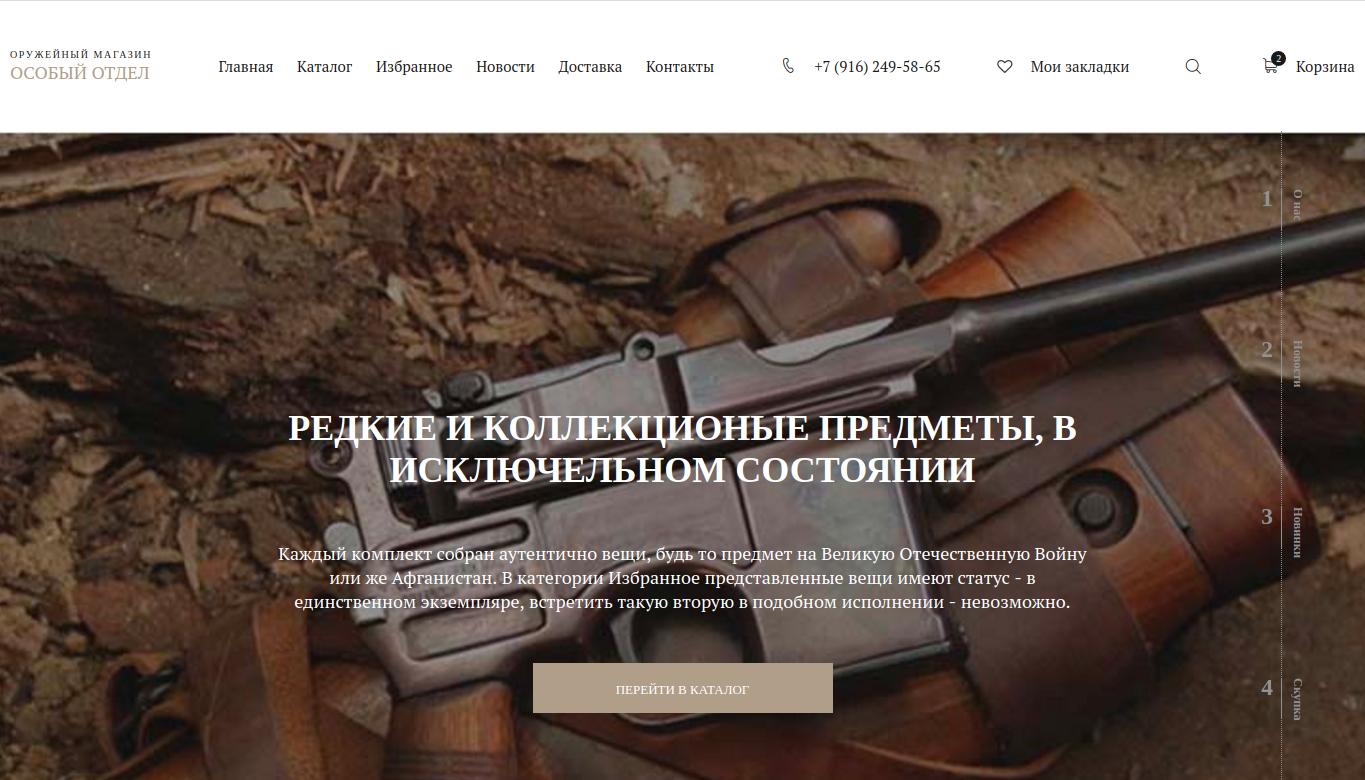 ОРУЖЕЙНЫЙ МАГАЗИН
ОСОБЫЙ ОТДЕЛ
Главная Каталог Избранное Новости Доставка Контакты +7 (916) 249-58-65 Мои закладки 2 Корзина
1 О нас
2 Новости
РЕДКИЕ И КОЛЛЕКЦИОНЫЕ ПРЕДМЕТЫ, В
ИСКЛЮЧЕЛЬНОМ СОСТОЯНИИ
3 Новинки
Каждый комплект собран аутентично вещи, будь то предмет на Великую Отечественную Войну
или же Афганистан. В категории Избранное представленные вещи имеют статус - в
единственном экземпляре, встретить такую вторую в подобном исполнении - невозможно.
ПЕРЕЙТИ В КАТАЛОГ
4 Скупка